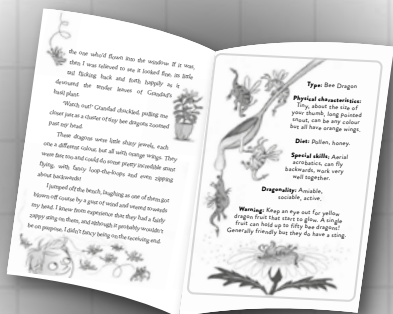 the one who'd flown into the window. If it was,
then I was relieved to see it looked fine, its little
tail flicking back and forth happily as it
devoured the tender leaves of Grandad's
basil plant.
'Watch out!' Grandad chuckled, pulling me
closer just as a cluster of tiny bee dragons zoomed
past my head.
These dragons were like shiny jewels, each
one a different colour, but all with orange wings. They
were fast too and could do some pretty incredible stunt
flying, with fancy loop-the-loops and even zipping
about backwards!
I jumped off the bench, laughing as one of them got
blown off course by a gust of wind and veered towards
my head. I knew from experience that they had a fairly
zappy sting on them, and although it probably wouldn't
be on purpose, I didn't fancy being on the receiving end.
Type: Bee Dragon
Physical characteristics:
Tiny, about the size of
your thumb, long pointed
snout, can be any colour
but all have orange wings.
Diet: Pollen, honey.
Special skills: Aerial
acrobatics, can fly
backwards, work very
well together.
Dragonality: Amiable,
sociable, active.
Warning: Keep an eye out for yellow
dragon fruit that start to glow. A single
fruit can hold up to fifty bee dragons!
Generally friendly but they do have a sting.